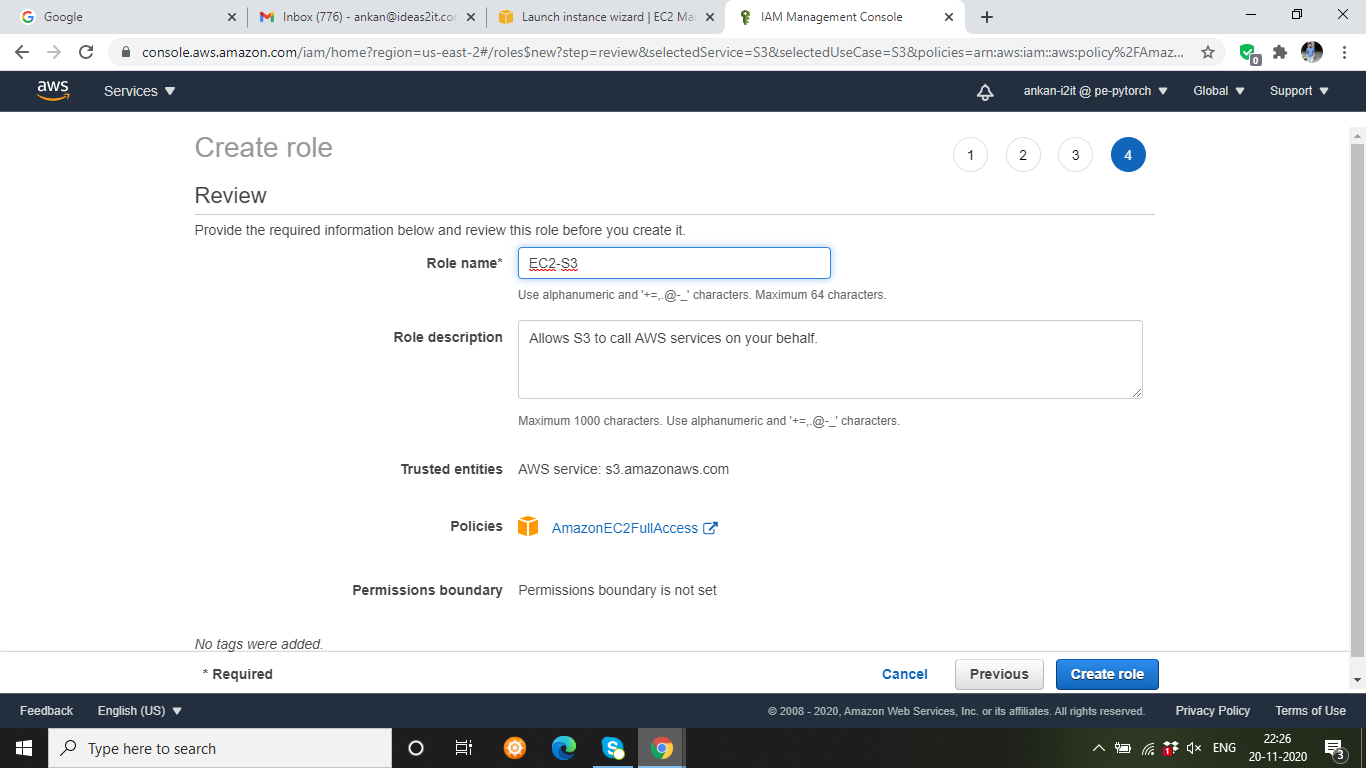 Google
Inbox (776) - ankan@ideas2it.cor
Launch instance wizard | EC2 Ma
IAM Management Console
console.aws.amazon.com/iam/home?region=us-east-2#/roles$new?step=review&selectedService=S3&selectedUseCase=S3&policies=arn:aws:iam::aws:policy%2FAmaz...
0
aws
Services
ankan-i2it @ pe-pytorch
Global
Support
Create role
1
2
3
4
Review
Provide the required information below and review this role before you create it.
Role name*
EC2-S3
Use alphanumeric and '+=,.@-_' characters. Maximum 64 characters.
Role description
Allows S3 to call AWS services on your behalf.
Maximum 1000 characters. Use alphanumeric and '+=,.@-_' characters.
Trusted entities
AWS service: s3.amazonaws.com
Policies
AmazonEC2FullAccess
Permissions boundary
Permissions boundary is not set
No tags were added.
* Required
Cancel
Previous
Create role
Feedback
English (US)
© 2008 - 2020, Amazon Web Services, Inc. or its affiliates. All rights reserved.
Privacy Policy
Terms of Use
Type here to search
1
ENG
22:26
20-11-2020
3